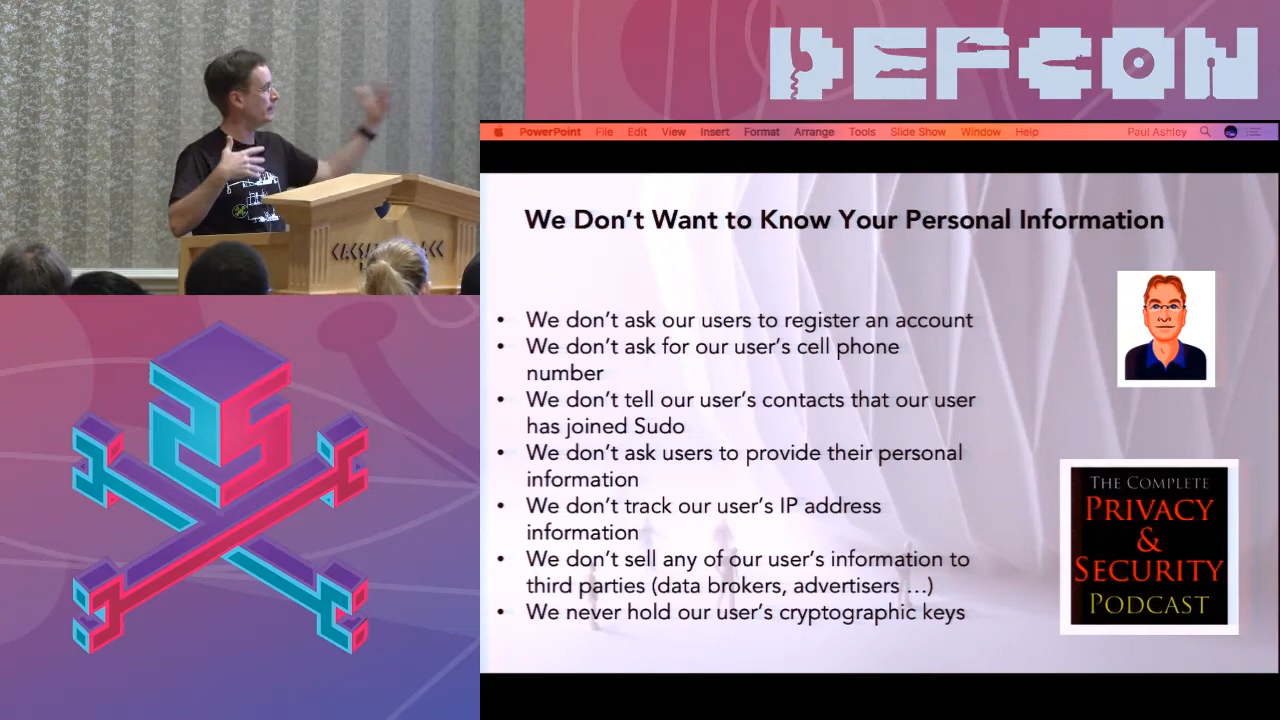 DEFCON
PowerPoint File Edit View Insert Format Arrange Tools Slide Show Window Help Paul Ashley
We Don't Want to Know Your Personal Information
• We don't ask our users to register an account
• We don't ask for our user's cell phone
number
• We don't tell our user's contacts that our user
has joined Sudo
• We don't ask users to provide their personal
information
• We don't track our user's IP address
information
• We don't sell any of our user's information to
third parties (data brokers, advertisers ...)
• We never hold our user's cryptographic keys
THE COMPLETE
PRIVACY
&
SECURITY
PODCAST